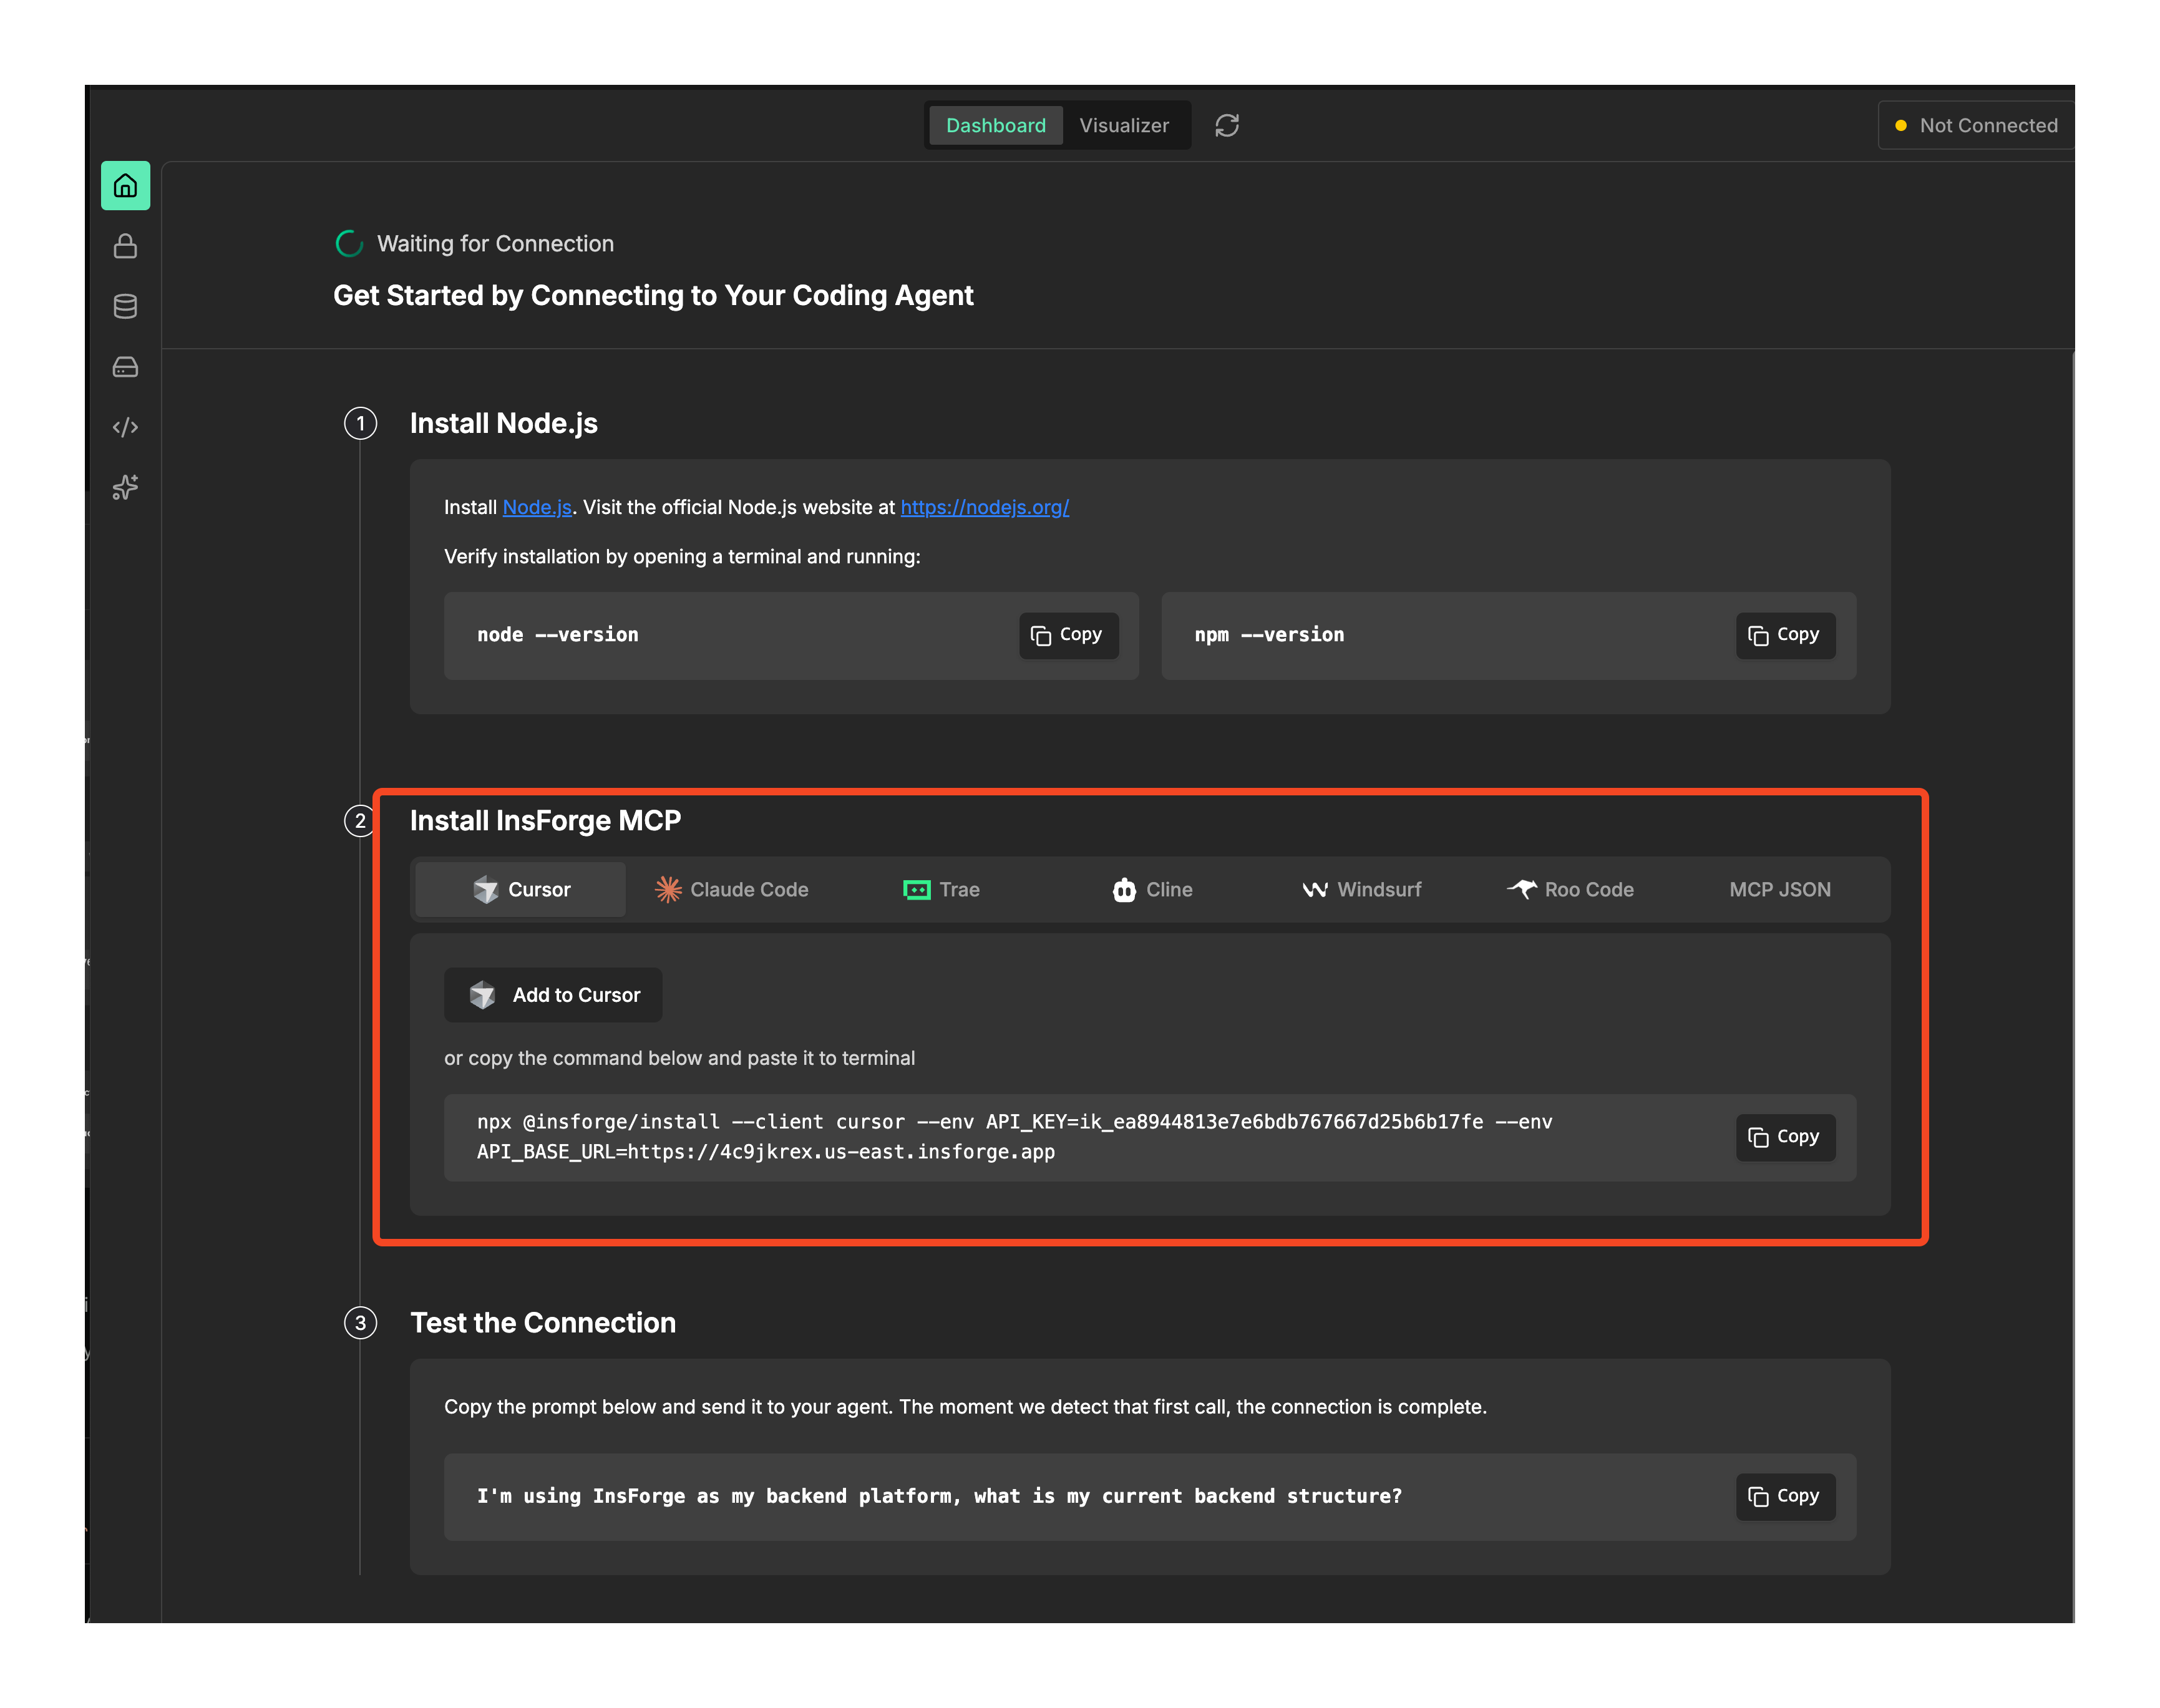 Dashboard Visualizer
Not Connected
Waiting for Connection
Get Started by Connecting to Your Coding Agent
1 Install Node.js
Install Node.js. Visit the official Node.js website at https://nodejs.org/
Verify installation by opening a terminal and running:
node --version Copy npm --version Copy
2 Install InsForge MCP
Cursor Claude Code Trae Cline Windsurf Roo Code MCP JSON
Add to Cursor
or copy the command below and paste it to terminal
npx @insforge/install --client cursor --env API_KEY=ik_ea8944813e7e6bdb767667d25b6b17fe --env
API_BASE_URL=https://4c9jkrex.us-east.insforge.app
Copy
3 Test the Connection
Copy the prompt below and send it to your agent. The moment we detect that first call, the connection is complete.
I'm using InsForge as my backend platform, what is my current backend structure? Copy